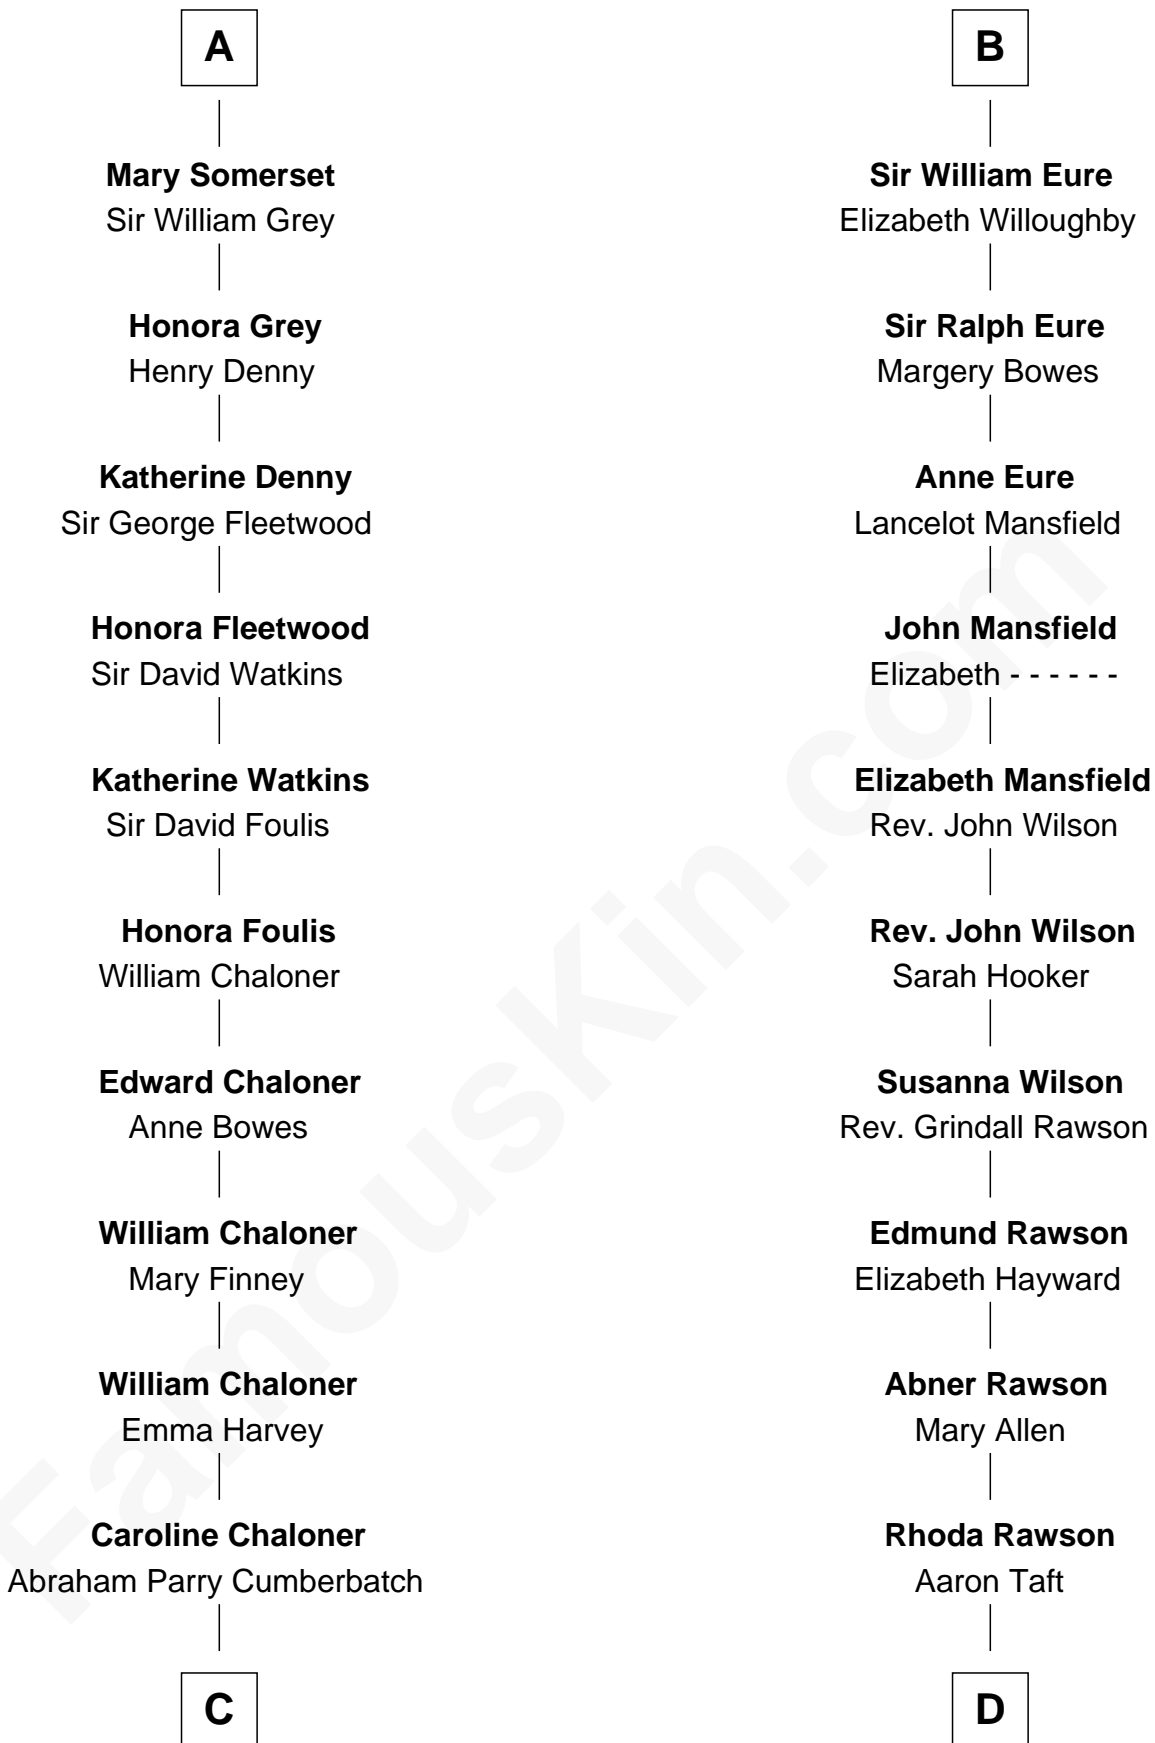 A
Mary Somerset
Sir William Grey
Honora Grey
Henry Denny
Katherine Denny
Sir George Fleetwood
Honora Fleetwood
Sir David Watkins
Katherine Watkins
Sir David Foulis
Honora Foulis
William Chaloner
Edward Chaloner
Anne Bowes
William Chaloner
Mary Finney
William Chaloner
Emma Harvey
Caroline Chaloner
Abraham Parry Cumberbatch
C
B
Sir William Eure
Elizabeth Willoughby
Sir Ralph Eure
Margery Bowes
Anne Eure
Lancelot Mansfield
John Mansfield
Elizabeth - - - - - -
Elizabeth Mansfield
Rev. John Wilson
Rev. John Wilson
Sarah Hooker
Susanna Wilson
Rev. Grindall Rawson
Edmund Rawson
Elizabeth Hayward
Abner Rawson
Mary Allen
Rhoda Rawson
Aaron Taft
D
FamousKin.com